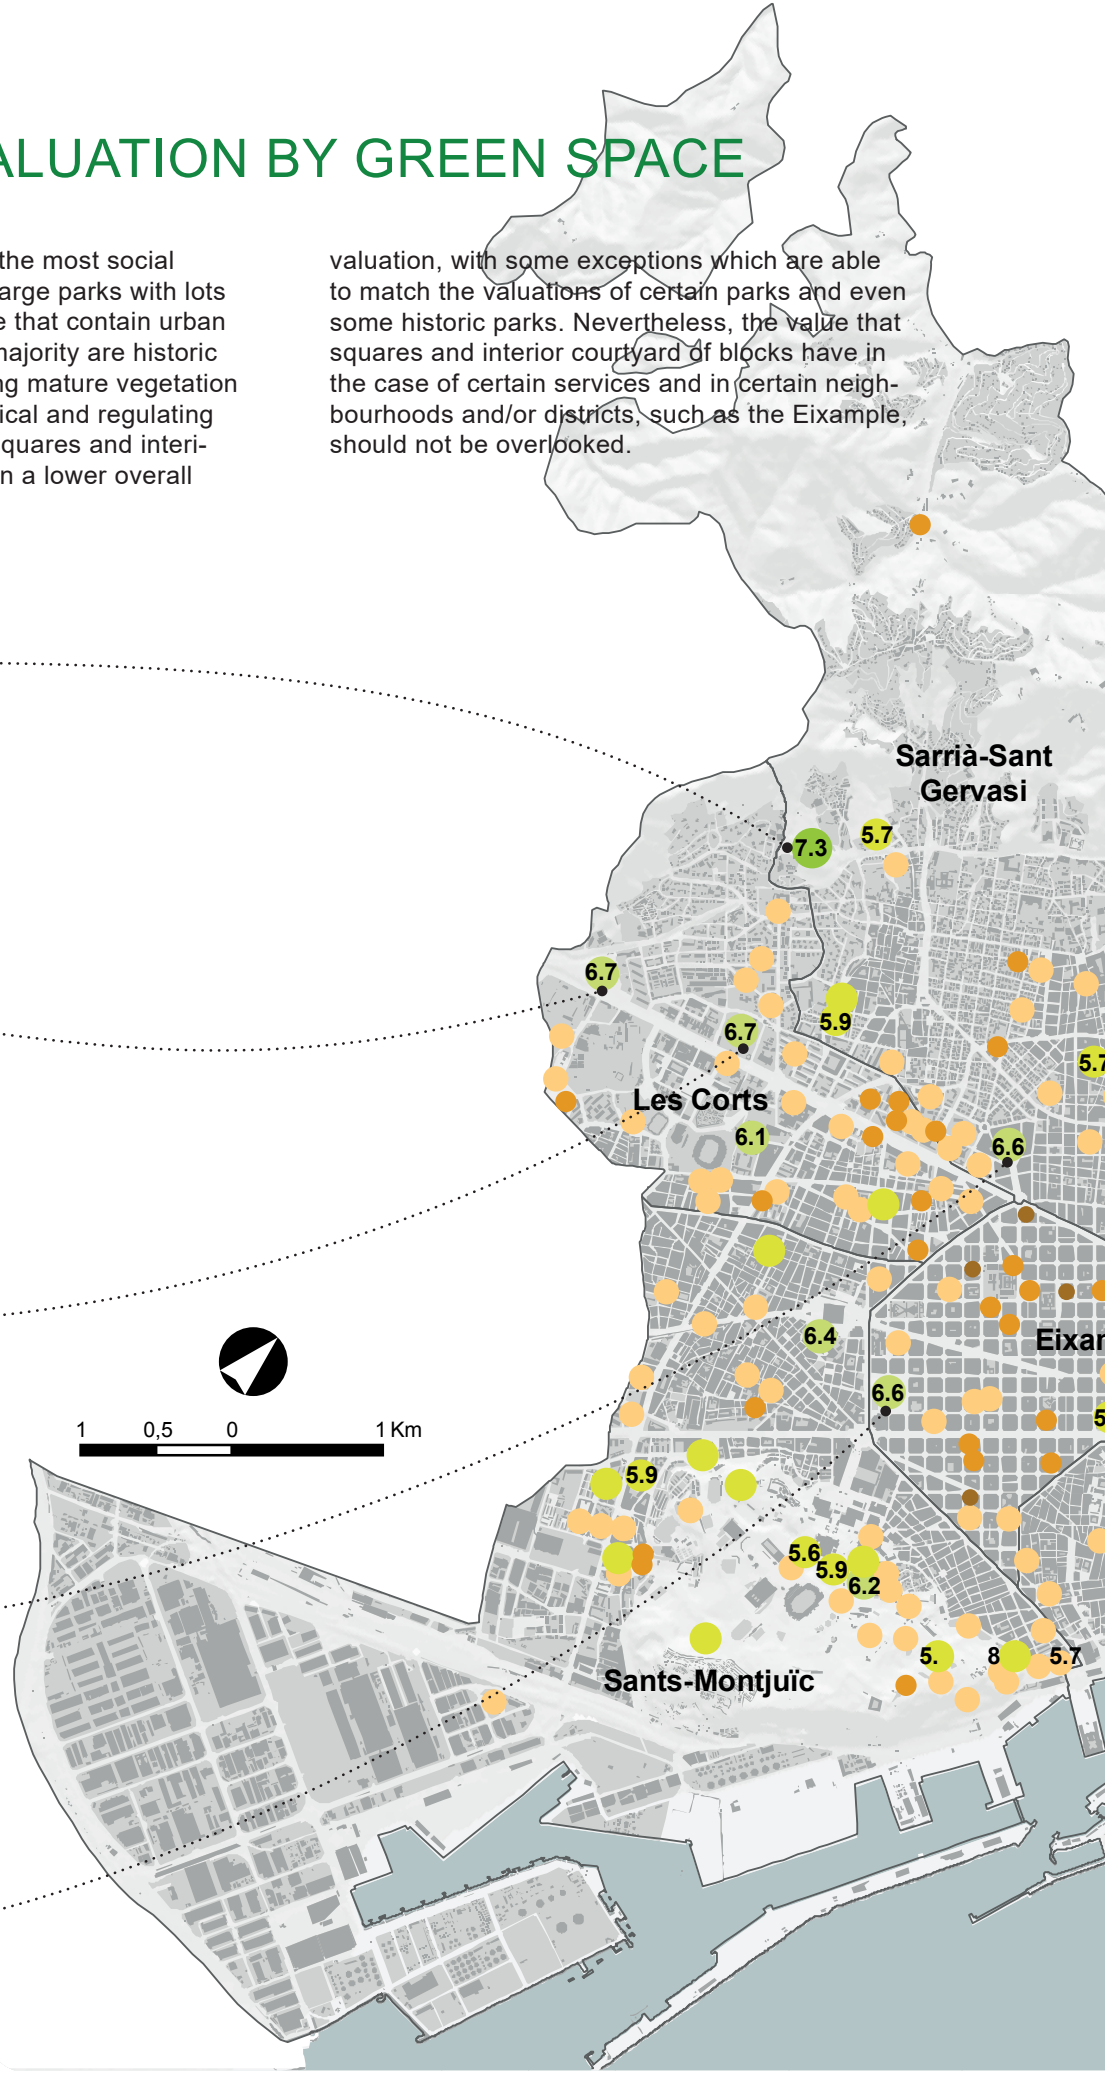 ALUATION BY GREEN SPACE
the most social
arge parks with lots
e that contain urban
majority are historic
ng mature vegetation
ical and regulating
quares and interi-
n a lower overall
valuation, with some exceptions which are able
to match the valuations of certain parks and even
some historic parks. Nevertheless, the value that
squares and interior courtyard of blocks have in
the case of certain services and in certain neigh-
bourhoods and/or districts, such as the Eixample,
should not be overlooked.
Sarrià-Sant
Gervasi
7.3
5.7
6.7
5.9
6.7
5.7
Les Corts
6.1
6.6
6.4
Eixam
6.6
5
1 0,5 0 1 Km
5.9
5.6
5.9
6.2
5.
8
5.7
Sants-Montjuïc